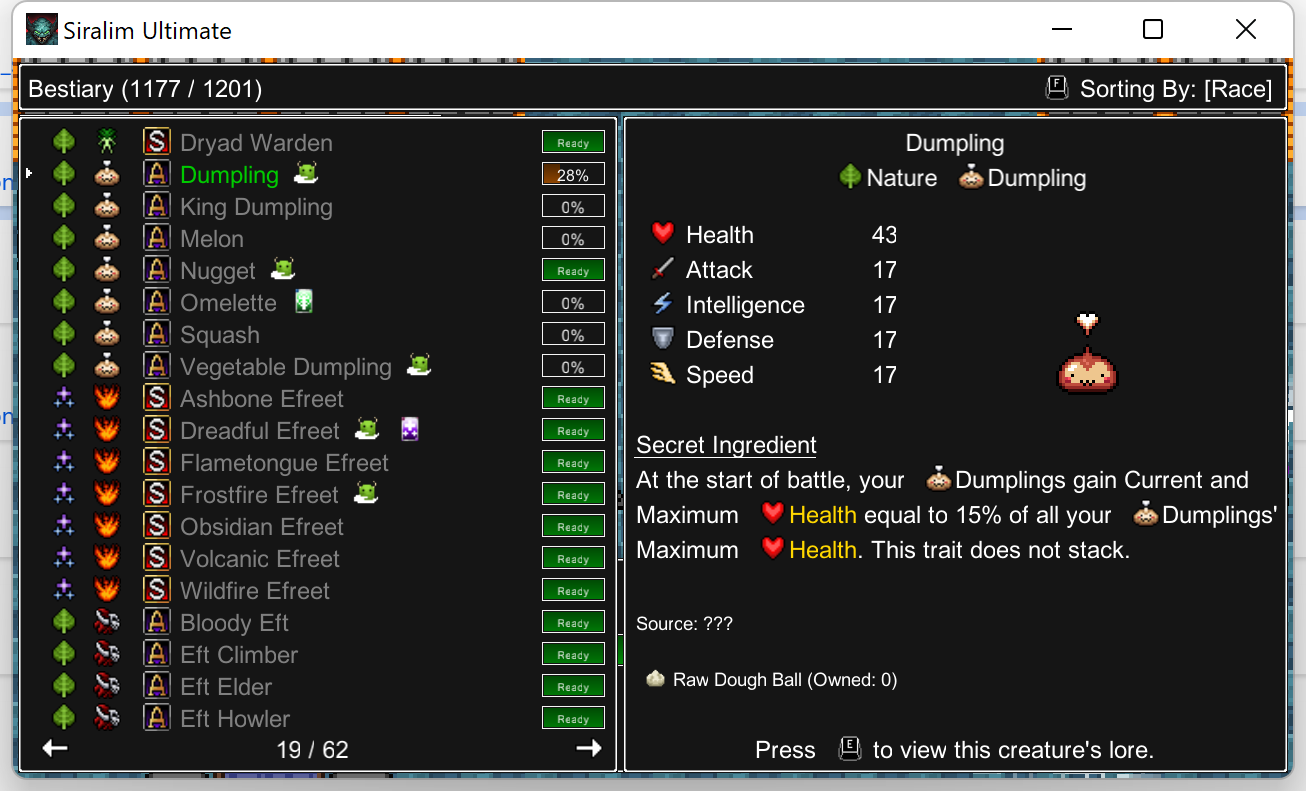 Siralim Ultimate
Bestiary (1177 / 1201)
F Sorting By: [Race]
S Dryad Warden Ready
A Dumpling 28%
A King Dumpling 0%
A Melon 0%
A Nugget Ready
A Omelette 0%
A Squash 0%
A Vegetable Dumpling 0%
S Ashbone Efreet Ready
S Dreadful Efreet Ready
S Flametongue Efreet Ready
S Frostfire Efreet Ready
S Obsidian Efreet Ready
S Volcanic Efreet Ready
S Wildfire Efreet Ready
A Bloody Eft Ready
A Eft Climber Ready
A Eft Elder Ready
A Eft Howler Ready
19 / 62
Dumpling
Nature Dumpling
Health 43
Attack 17
Intelligence 17
Defense 17
Speed 17
Secret Ingredient
At the start of battle, your Dumplings gain Current and
Maximum Health equal to 15% of all your Dumplings'
Maximum Health. This trait does not stack.
Source: ???
Raw Dough Ball (Owned: 0)
Press E to view this creature's lore.